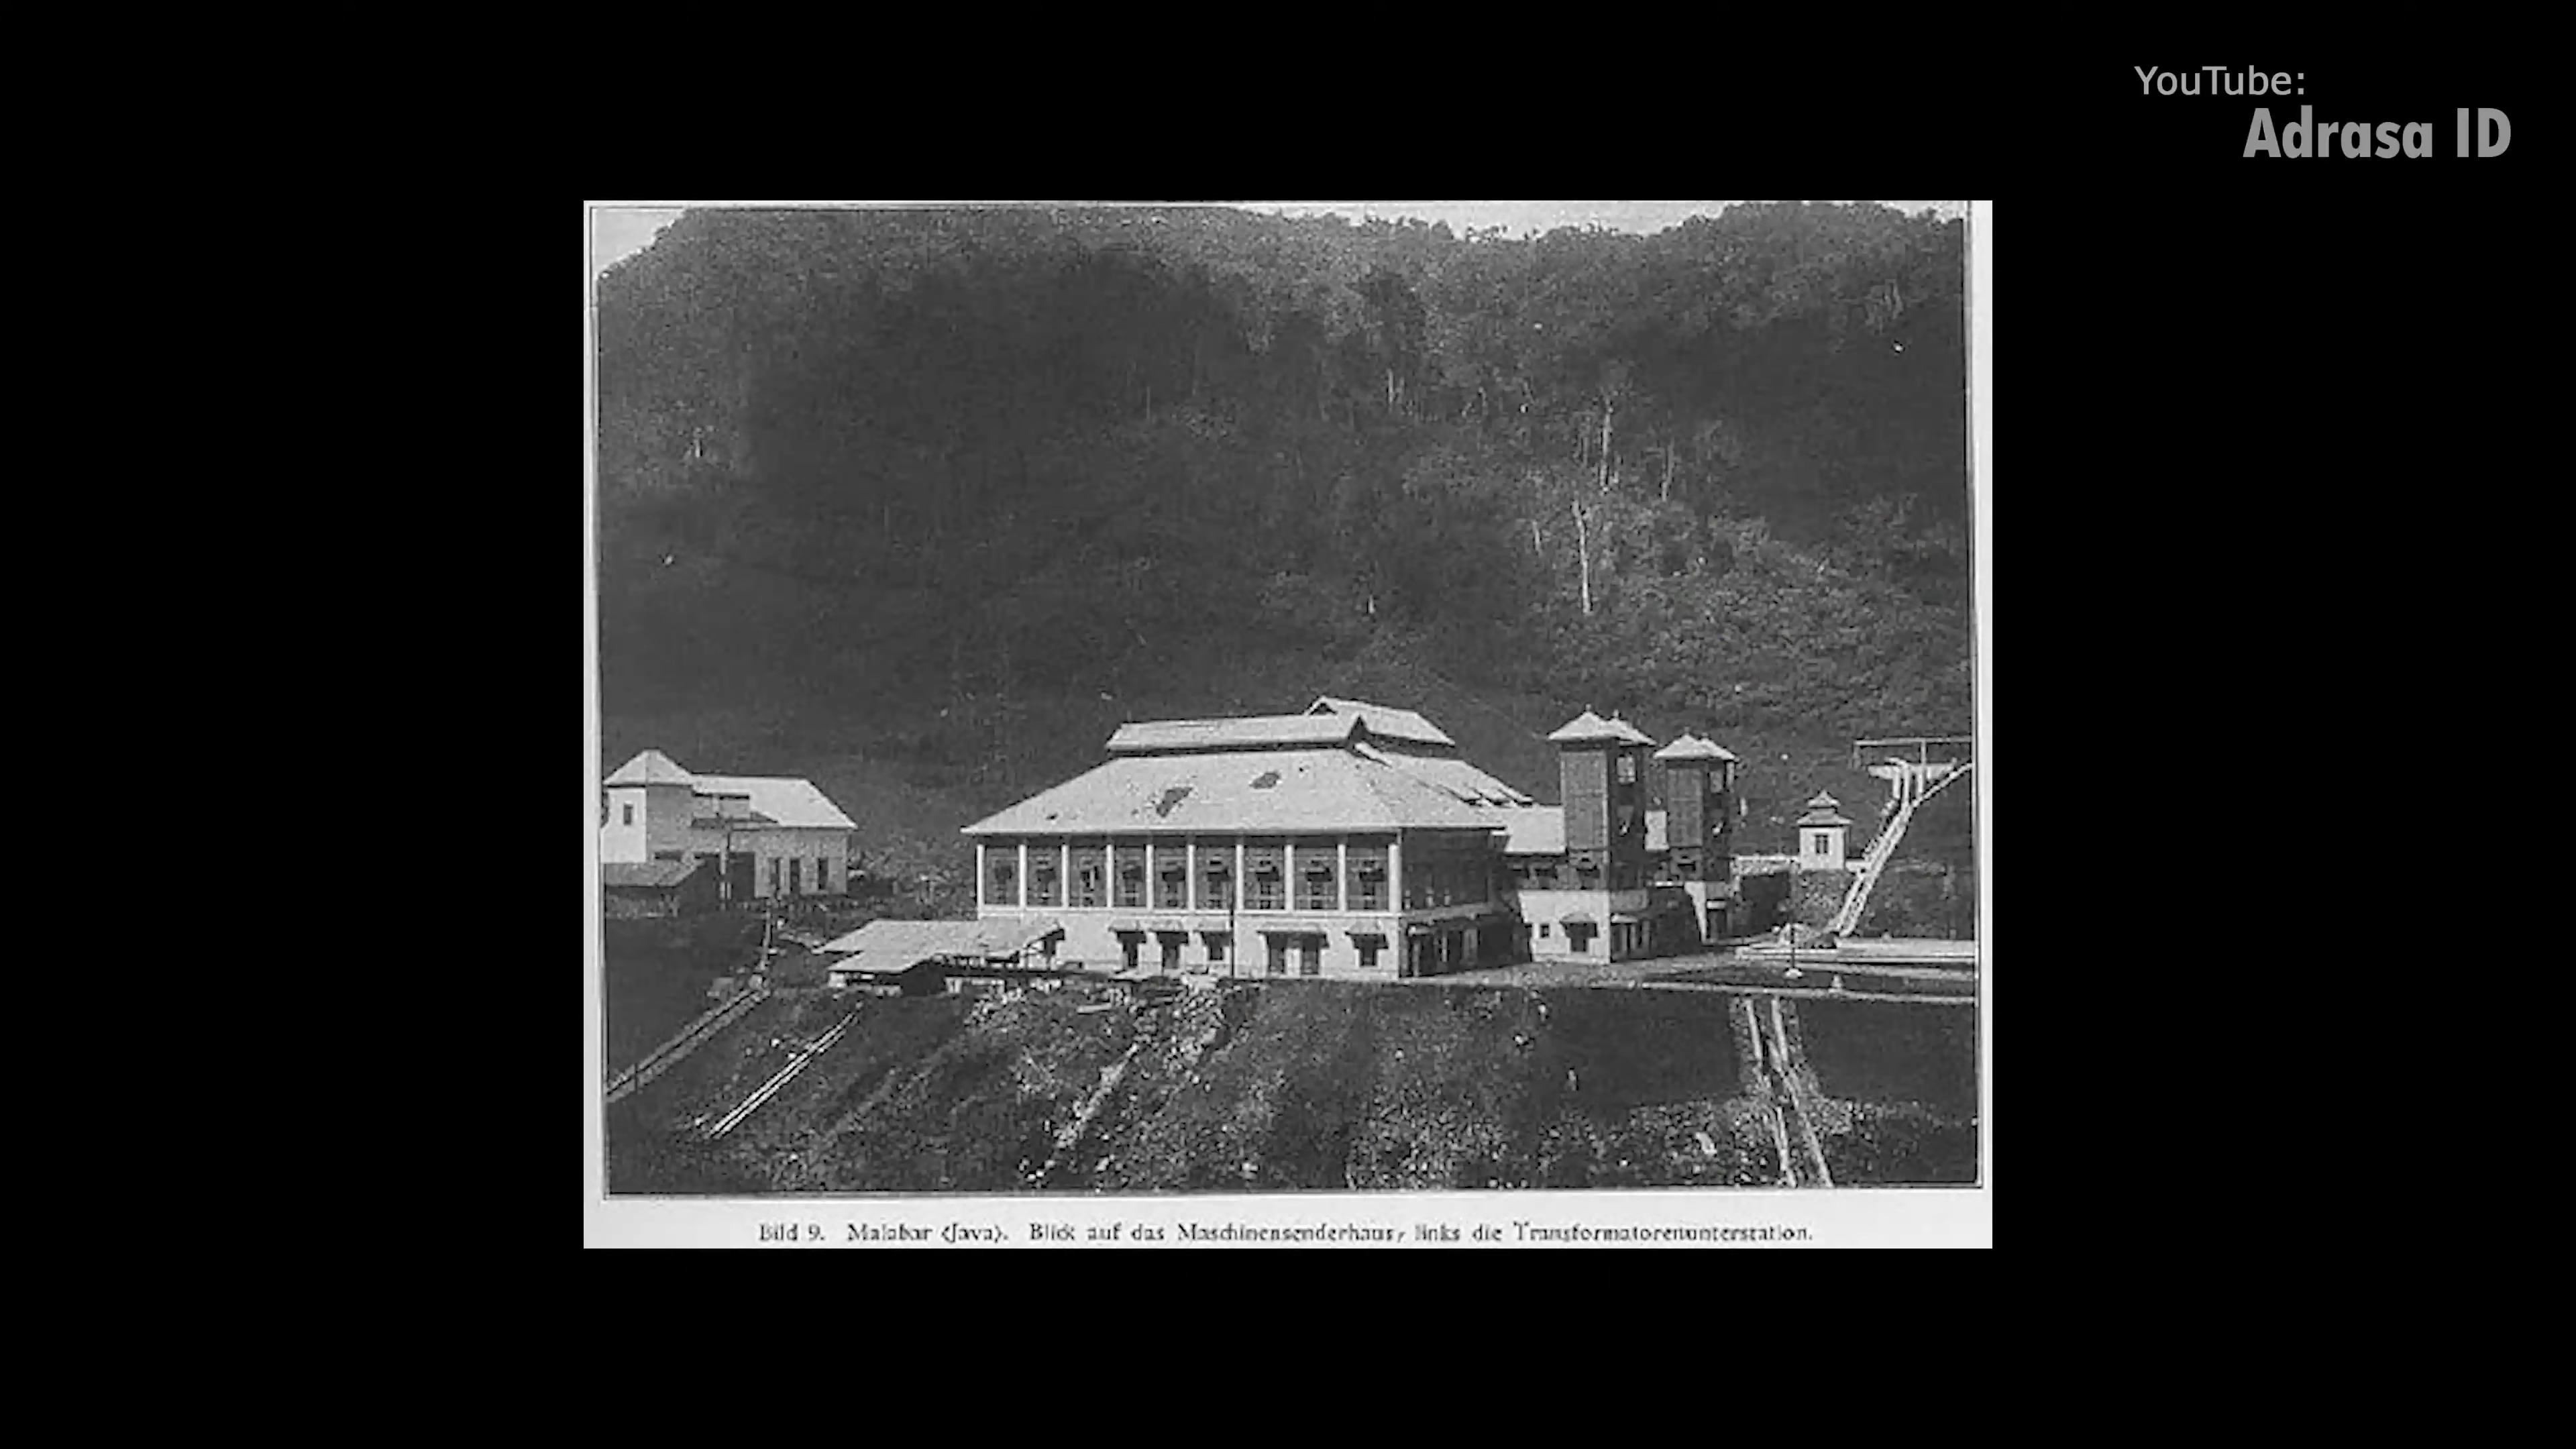 YouTube:
Adrasa ID
Bild 9. Malabar (Java). Blick auf das Maschinensenderhaus, links die Transformatorenunterstation.